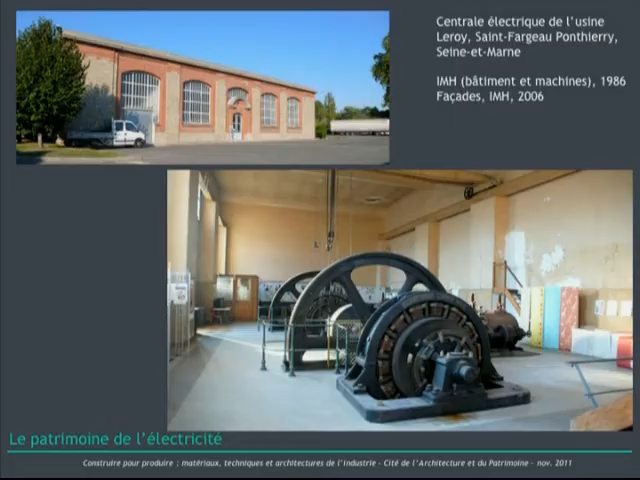 Centrale électrique de l'usine
Leroy, Saint-Fargeau Ponthierry,
Seine-et-Marne
IMH (bâtiment et machines), 1986
Façades, IMH, 2006
Le patrimoine de l'électricité
Construire pour produire : matériaux, techniques et architectures de l'industrie - Cité de l'Architecture et du Patrimoine - nov. 2011